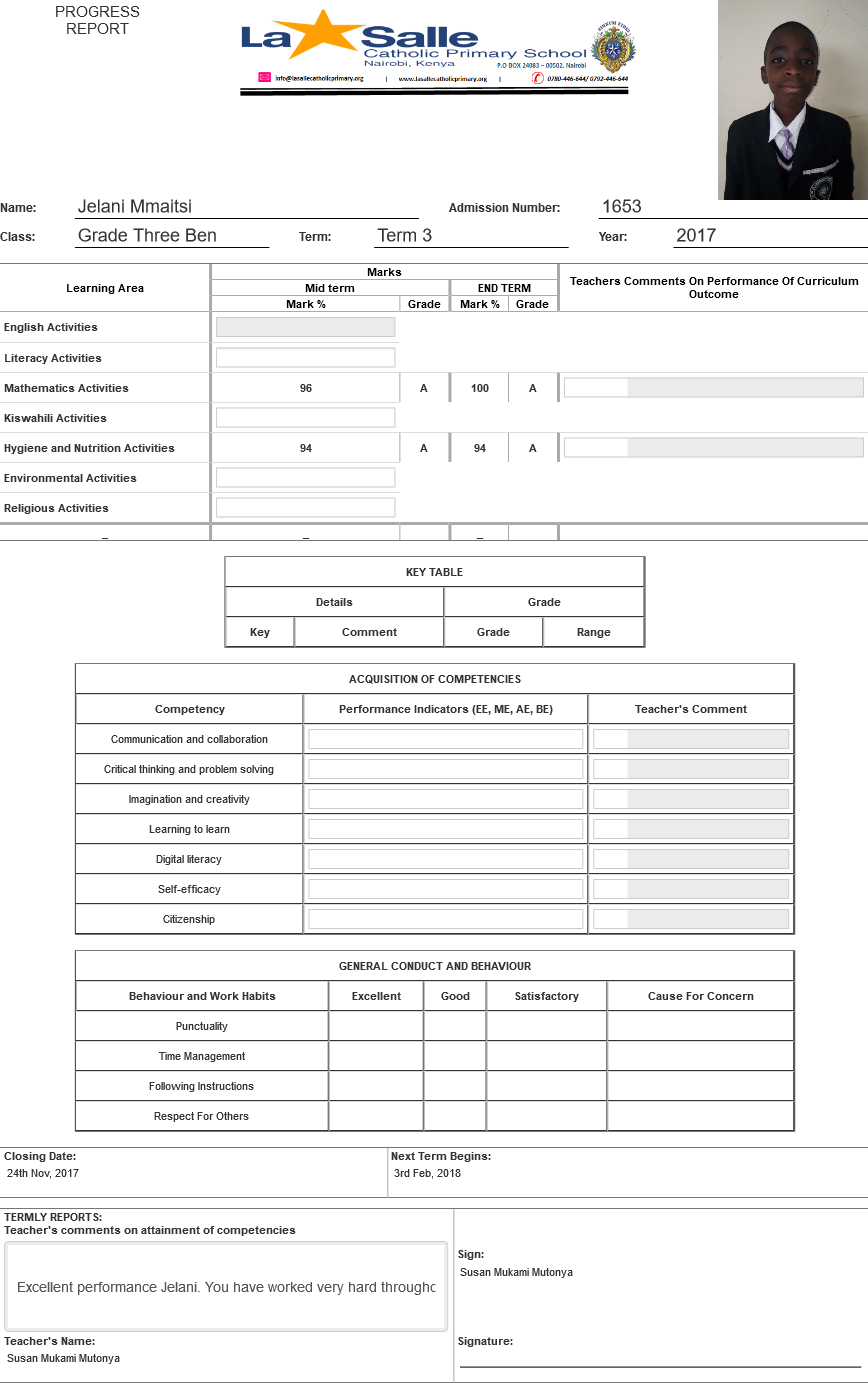 PROGRESS
REPORT
La Salle
Catholic Primary School
Nairobi, Kenya
P.O BOX 24083 – 00502, Nairobi
info@lasallecatholicprimary.org | www.lasallecatholicprimary.org | 0780-446-644/ 0792-446-644
Name: Jelani Mmaitsi Admission Number: 1653
Class: Grade Three Ben Term: Term 3 Year: 2017
Learning Area Marks Teachers Comments On Performance Of Curriculum Outcome
Mid term END TERM
Mark % Grade Mark % Grade
English Activities
Literacy Activities
Mathematics Activities 96 A 100 A
Kiswahili Activities
Hygiene and Nutrition Activities 94 A 94 A
Environmental Activities
Religious Activities
– – –
KEY TABLE
Details Grade
Key Comment Grade Range
ACQUISITION OF COMPETENCIES
Competency Performance Indicators (EE, ME, AE, BE) Teacher's Comment
Communication and collaboration
Critical thinking and problem solving
Imagination and creativity
Learning to learn
Digital literacy
Self-efficacy
Citizenship
GENERAL CONDUCT AND BEHAVIOUR
Behaviour and Work Habits Excellent Good Satisfactory Cause For Concern
Punctuality
Time Management
Following Instructions
Respect For Others
Closing Date: Next Term Begins:
24th Nov, 2017 3rd Feb, 2018
TERMLY REPORTS:
Teacher's comments on attainment of competencies
Excellent performance Jelani. You have worked very hard
Sign:
Susan Mukami Mutonya
Teacher's Name: Signature:
Susan Mukami Mutonya